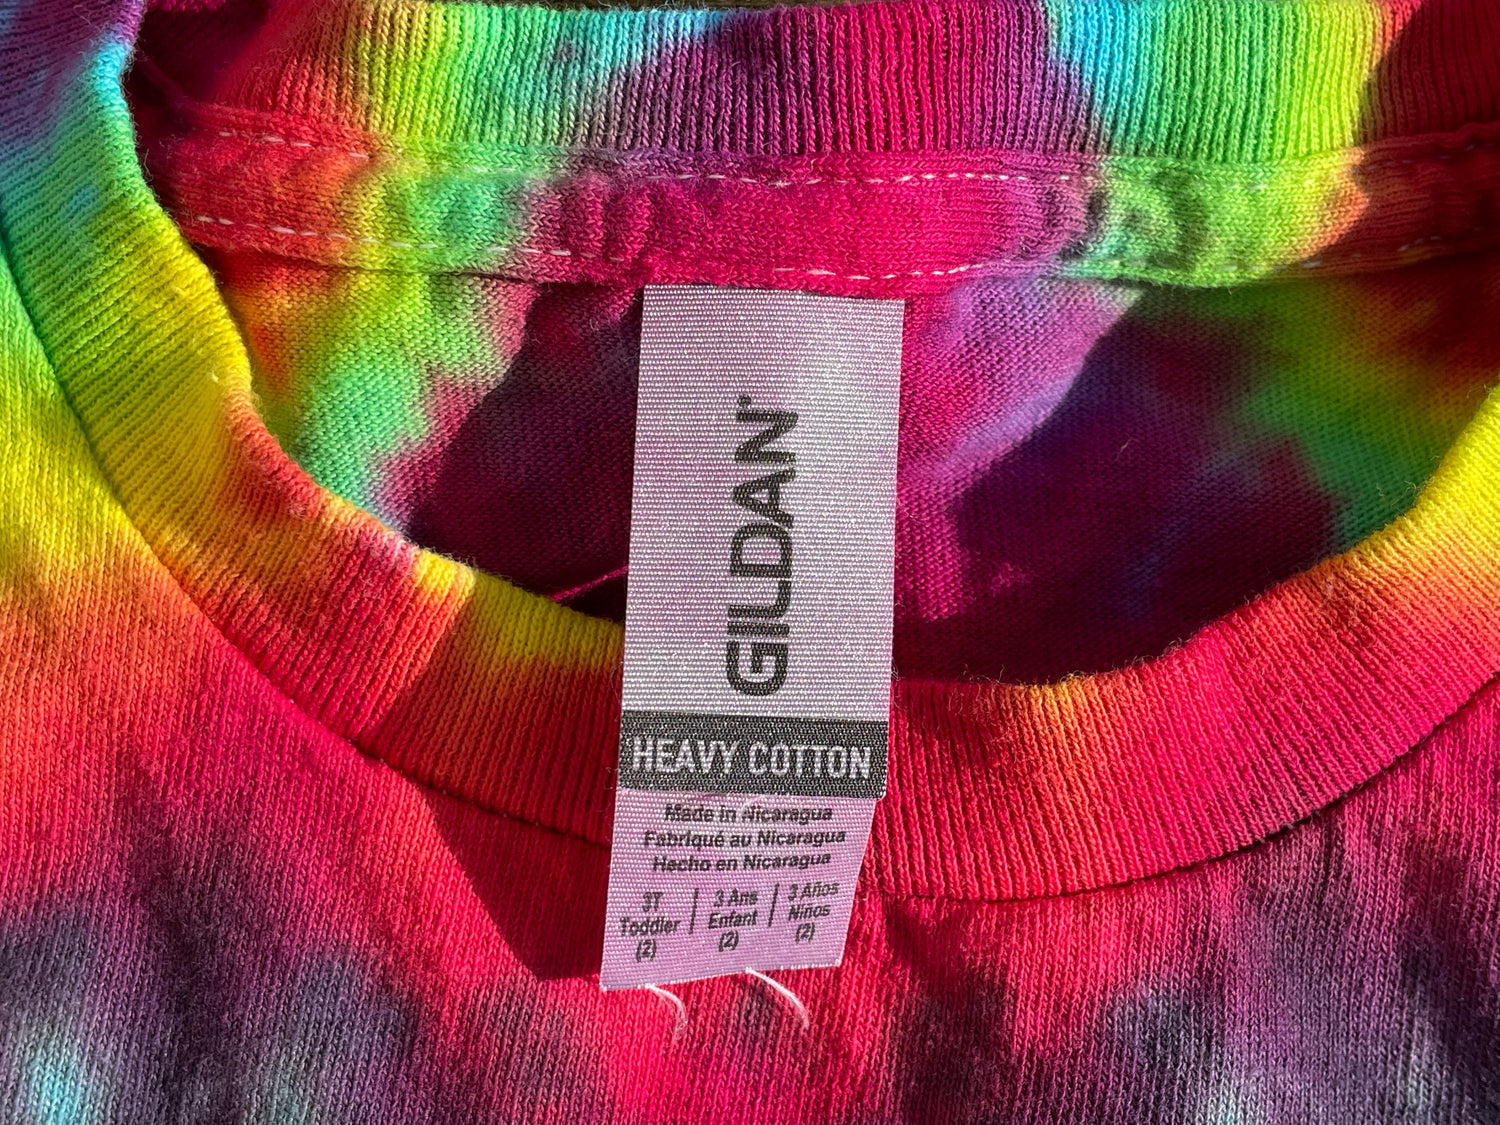 GILDAN®
HEAVY COTTON
Made in Nicaragua
Fabriqué au Nicaragua
Hecho en Nicaragua
3T | 3 Ans | 3 Años
Toddler | Enfant | Niños
(2) | (2) | (2)